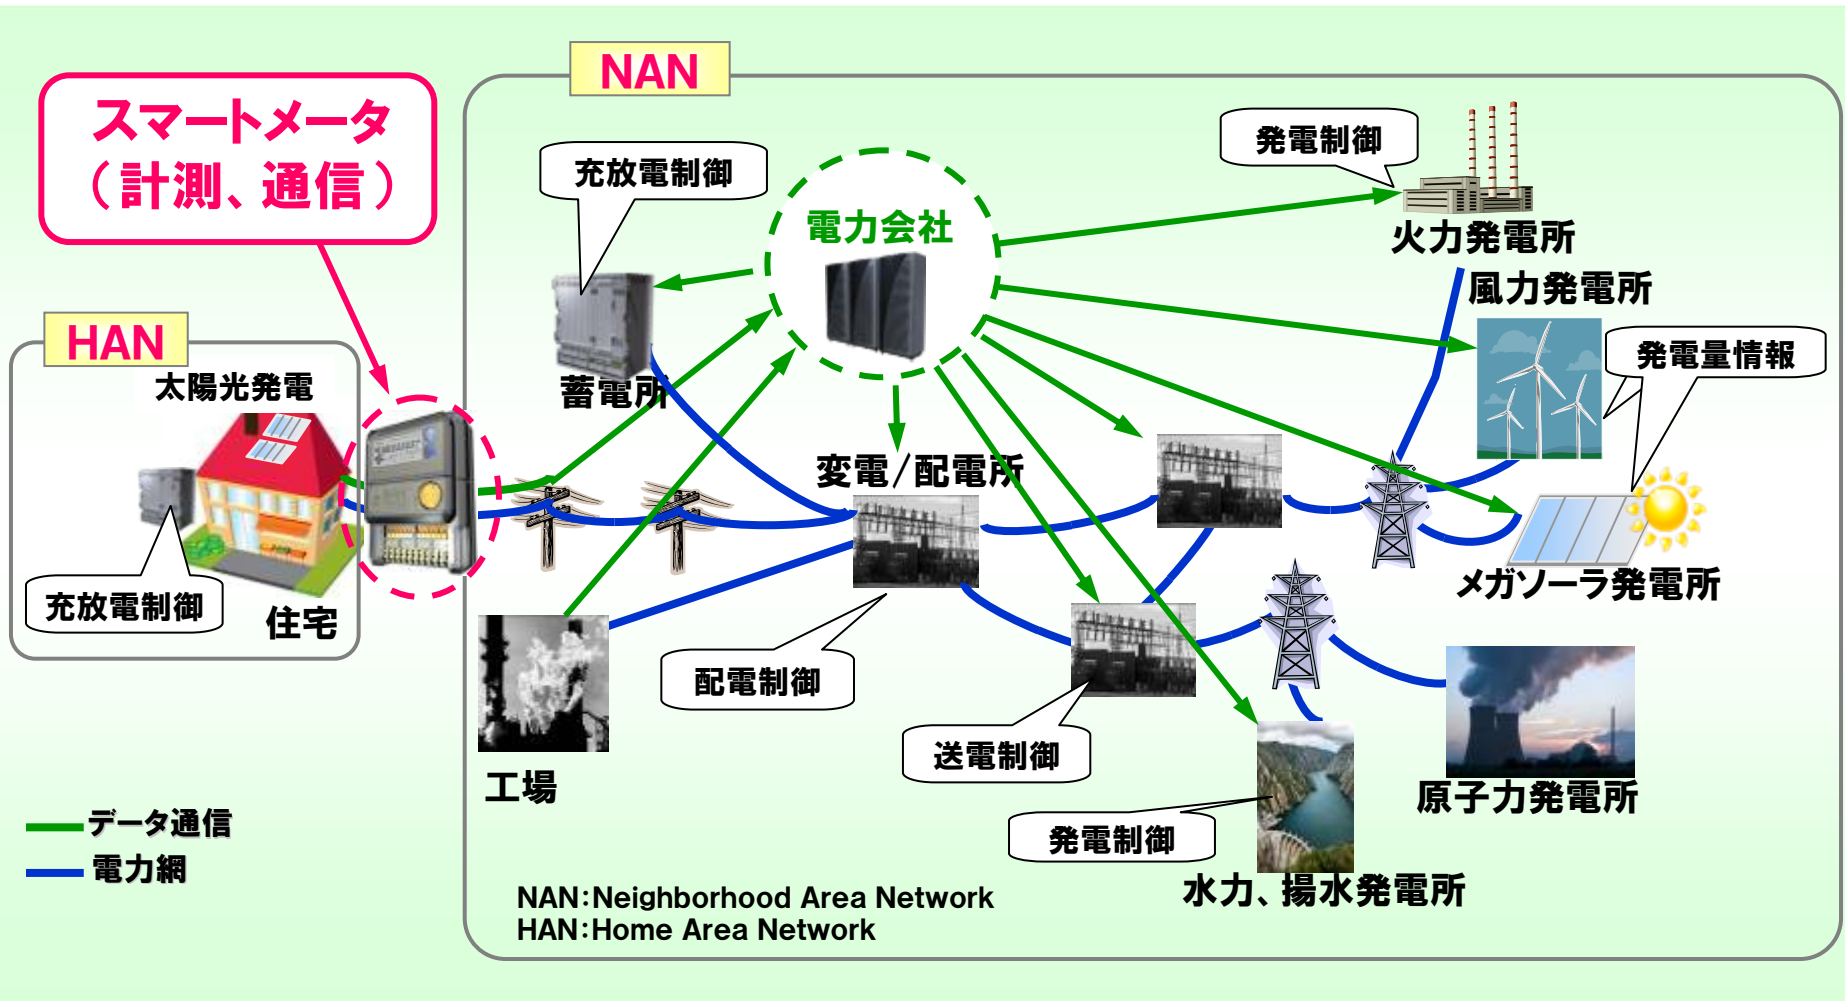 NAN
スマートメータ
（計測、通信）
充放電制御
発電制御
電力会社
火力発電所
風力発電所
HAN
太陽光発電
蓄電所
発電量情報
変電/配電所
メガソーラ発電所
充放電制御
住宅
配電制御
送電制御
工場
原子力発電所
データ通信
電力網
発電制御
水力、揚水発電所
NAN：Neighborhood Area Network
HAN：Home Area Network